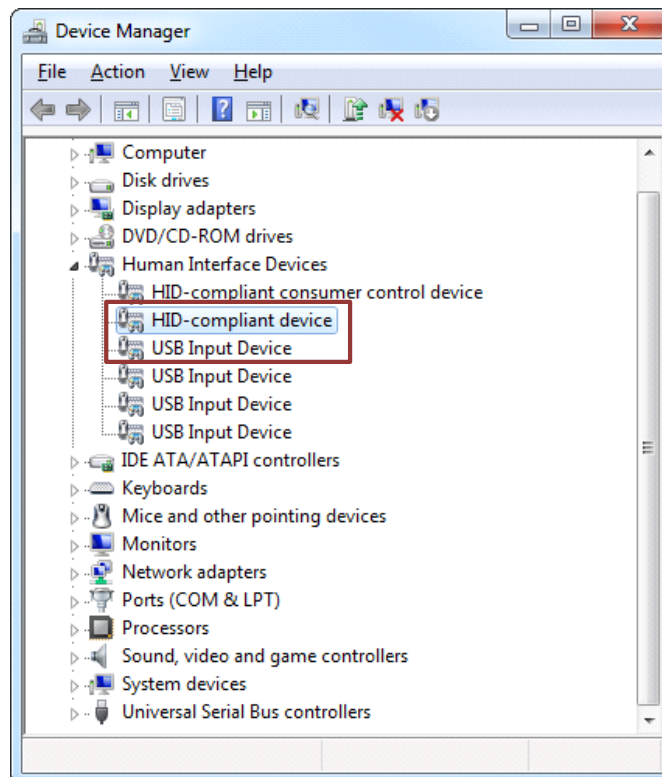 Device Manager
File Action View Help
Computer
Disk drives
Display adapters
DVD/CD-ROM drives
Human Interface Devices
HID-compliant consumer control device
HID-compliant device
USB Input Device
USB Input Device
USB Input Device
USB Input Device
IDE ATA/ATAPI controllers
Keyboards
Mice and other pointing devices
Monitors
Network adapters
Ports (COM & LPT)
Processors
Sound, video and game controllers
System devices
Universal Serial Bus controllers